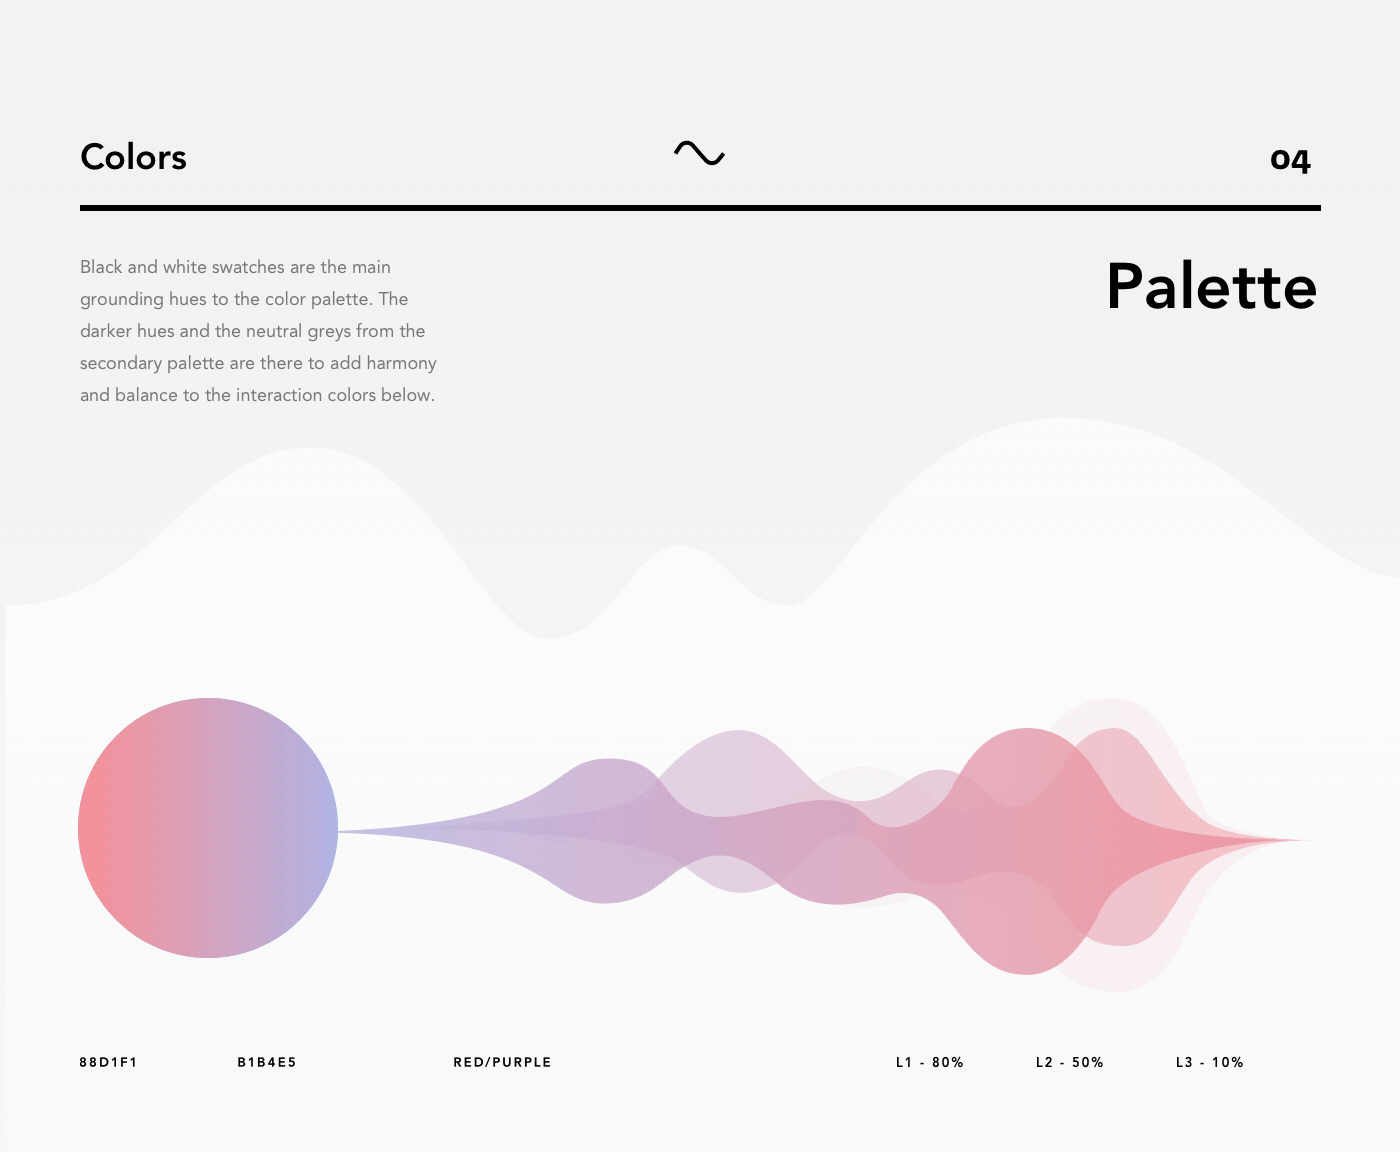 Colors
04
Black and white swatches are the main
grounding hues to the color palette. The
darker hues and the neutral greys from the
secondary palette are there to add harmony
and balance to the interaction colors below.
Palette
88D1F1
B1B4E5
RED/PURPLE
L1 - 80%
L2 - 50%
L3 - 10%